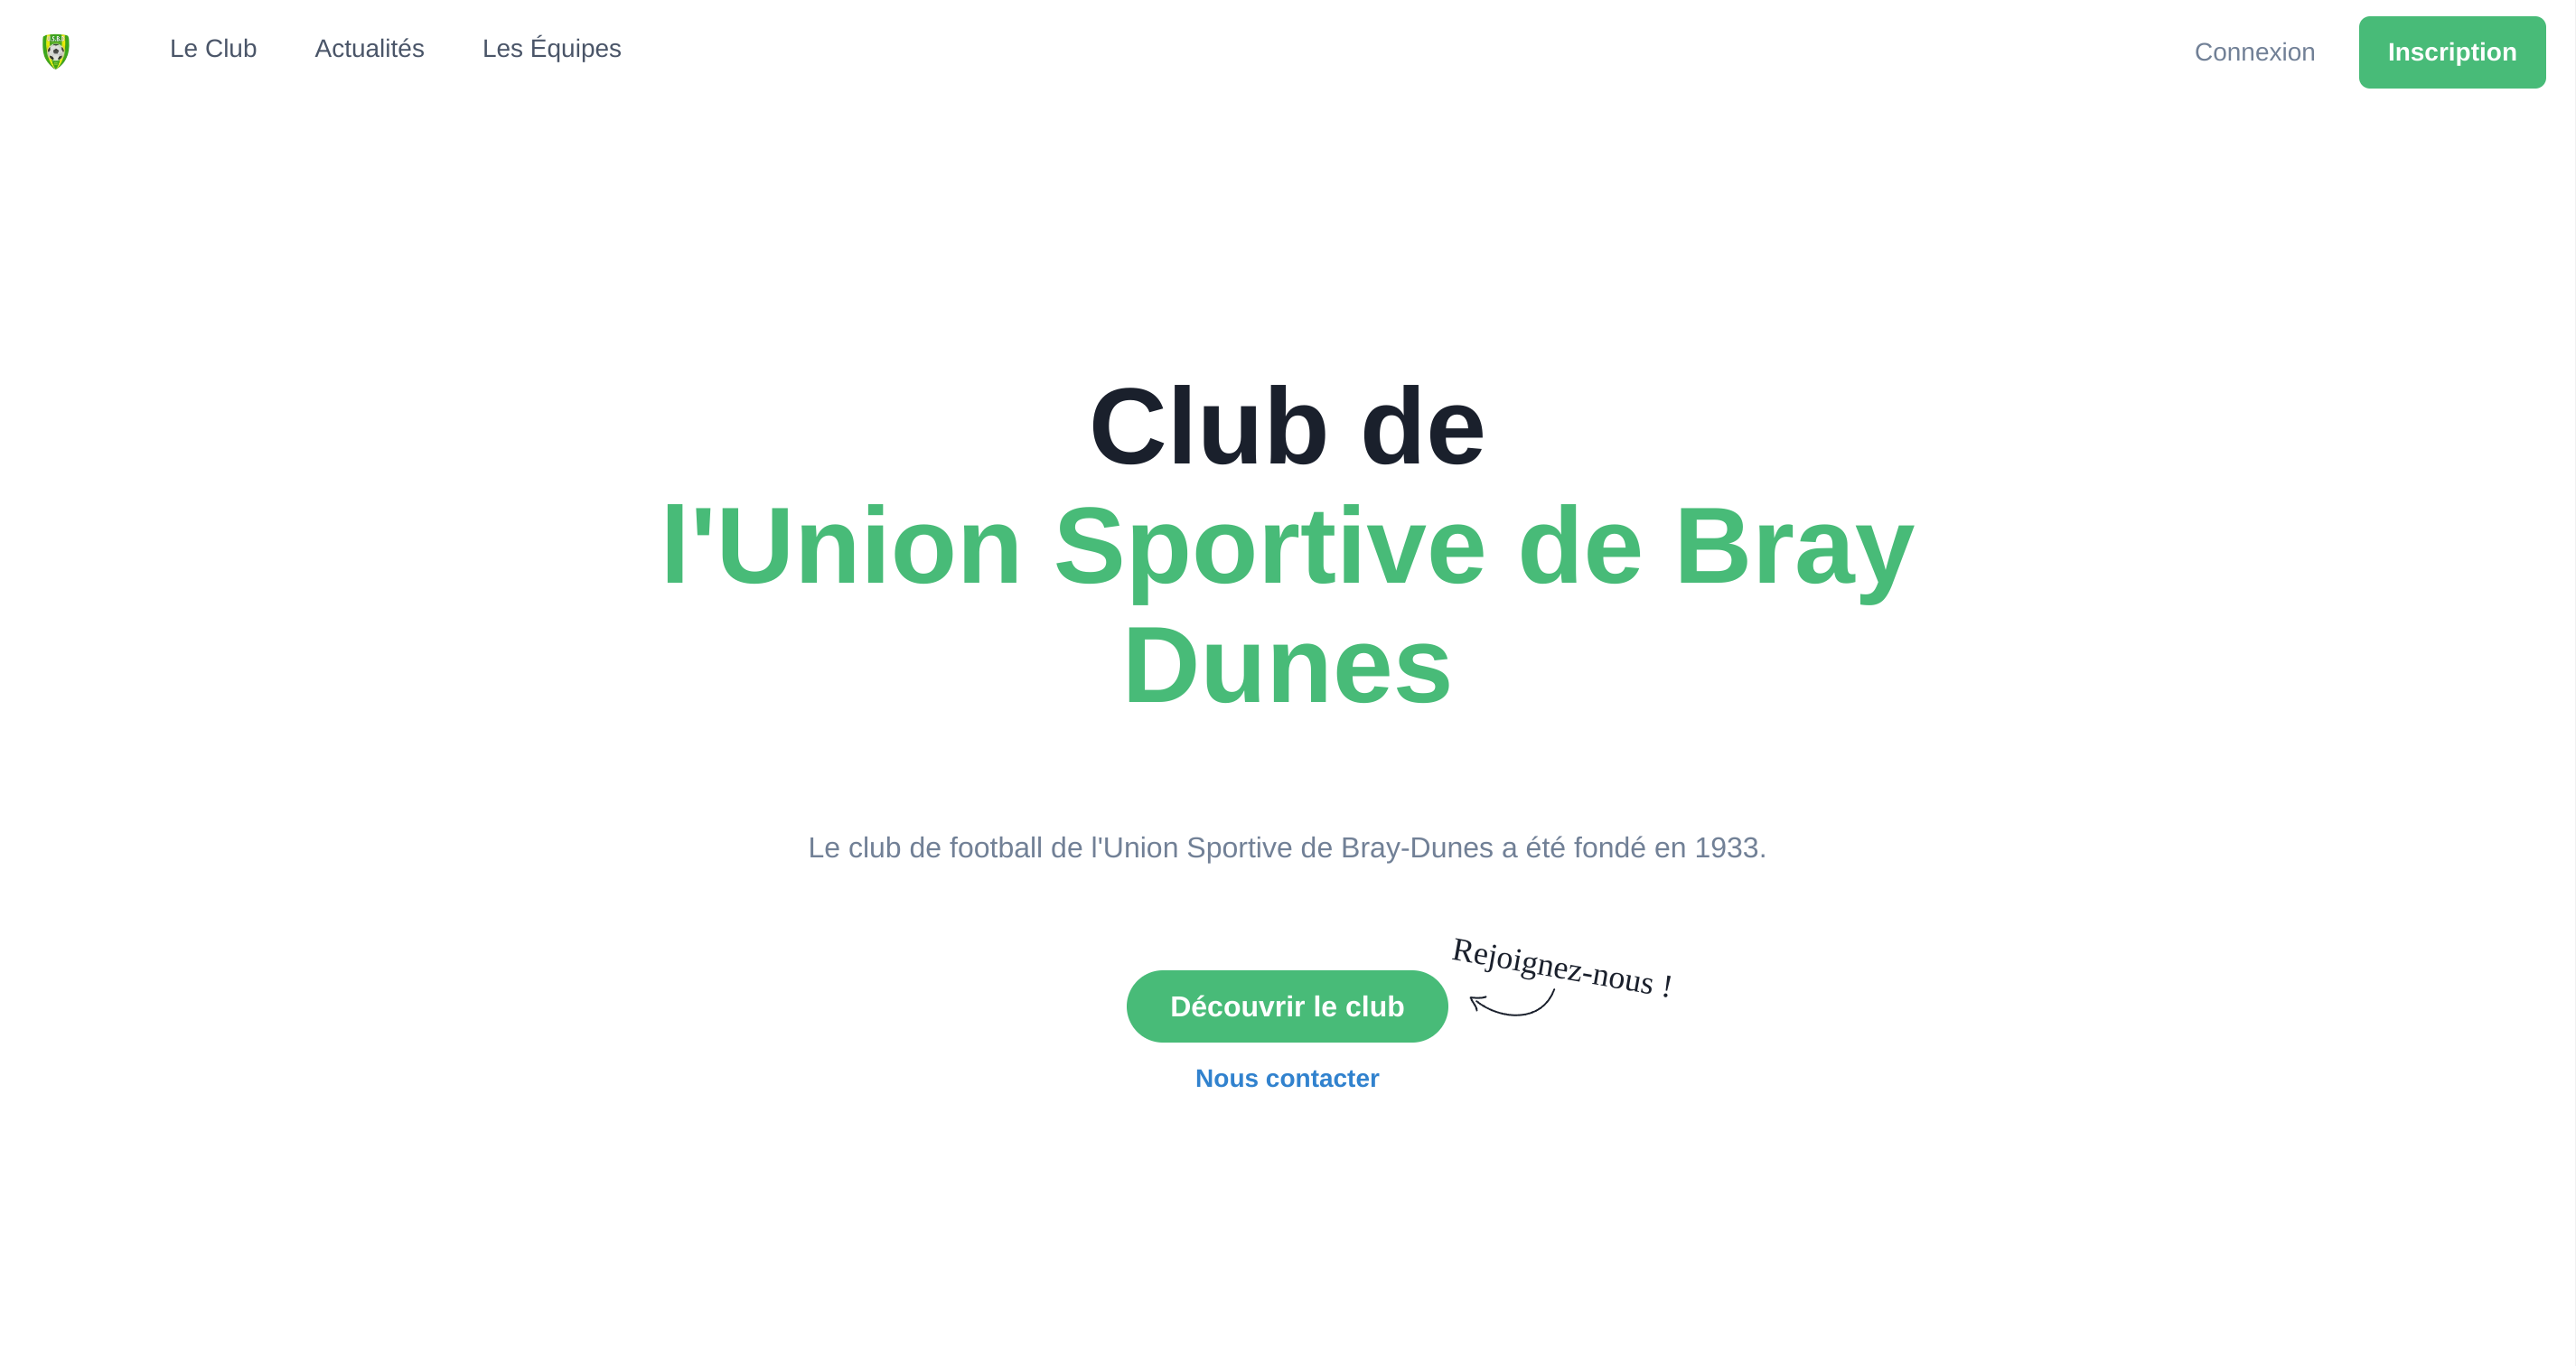 Le Club
Actualités
Les Équipes
Connexion
Inscription
Club de
l'Union Sportive de Bray
Dunes
Le club de football de l'Union Sportive de Bray-Dunes a été fondé en 1933.
Rejoignez-nous !
Découvrir le club
Nous contacter